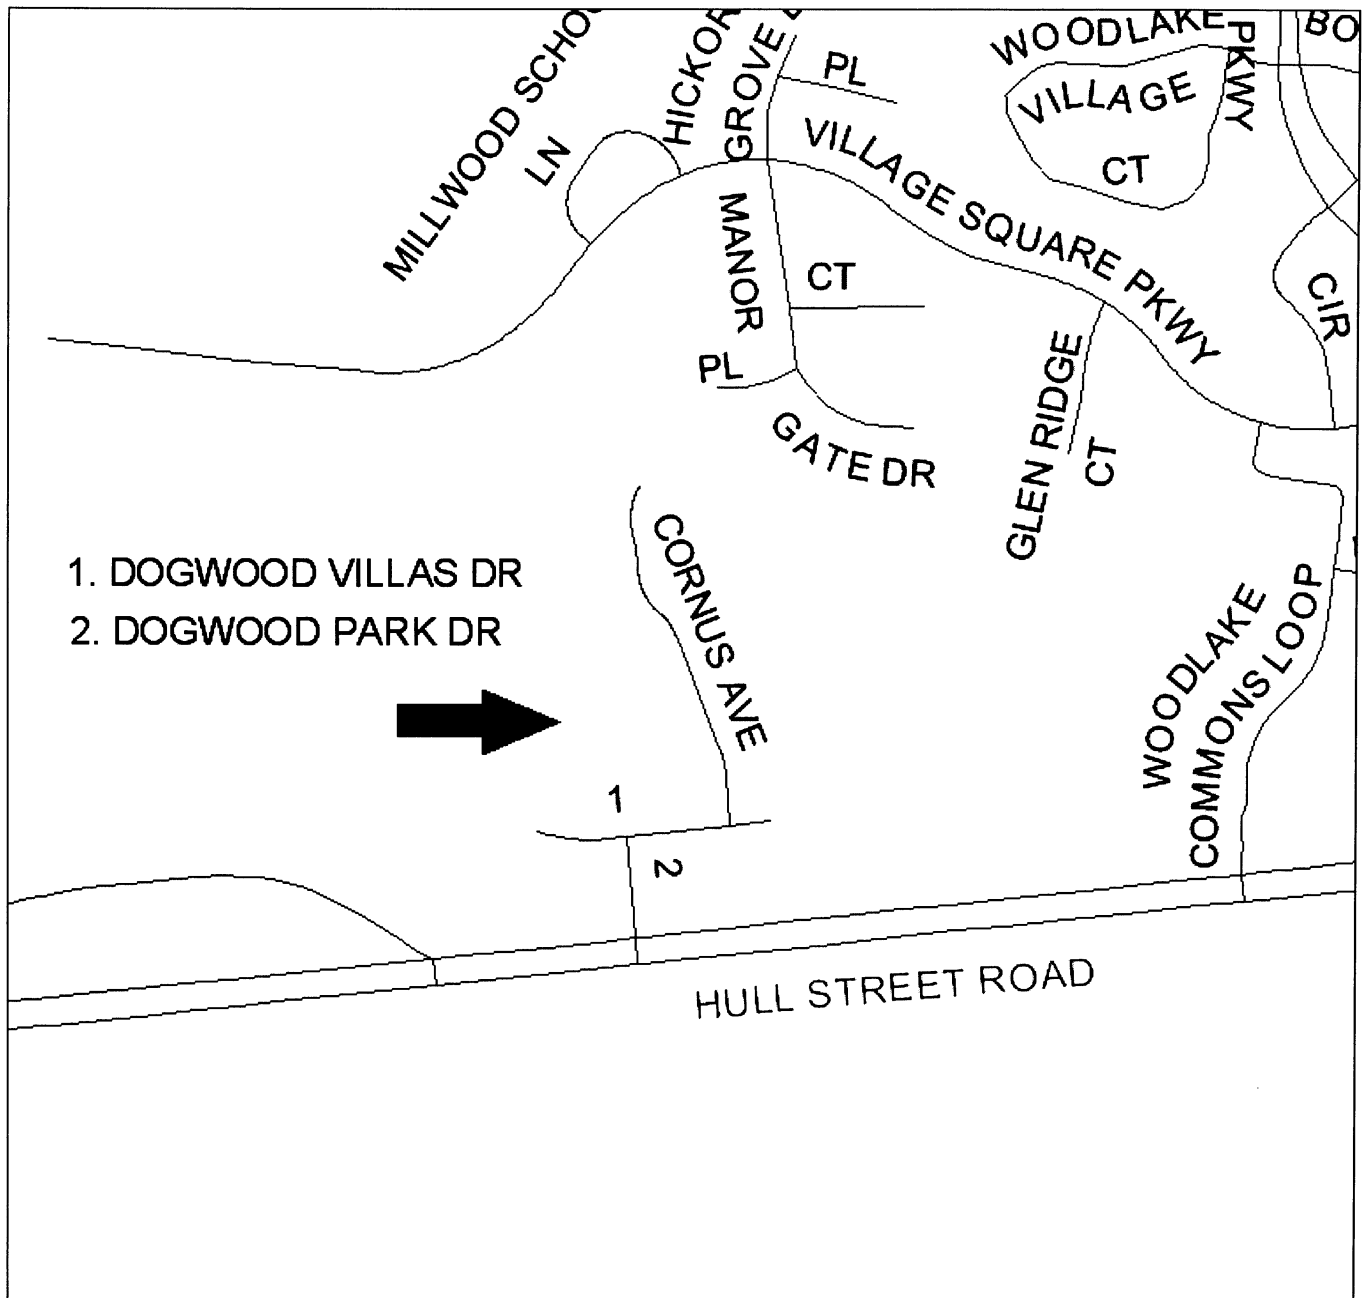 MILLWOOD SCHOO
LN
HICKOR
GROVE
PL
WOODLAKE
PKWY
VILLAGE
CT
BO
VILLAGE SQUARE PKWY
MANOR
CT
PL
GATE DR
CIR
GLEN RIDGE
CT
CORNUS AVE
1. DOGWOOD VILLAS DR
2. DOGWOOD PARK DR
WOODLAKE
COMMONS LOOP
1
2
HULL STREET ROAD